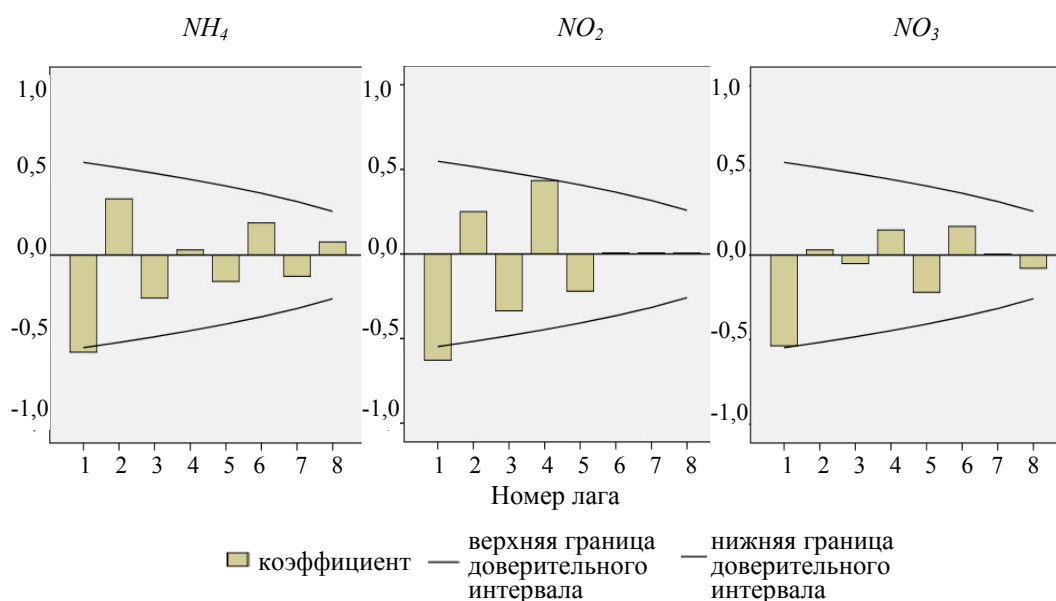 NH4 NO2 NO3
1,0 1,0 1,0
0,5 0,5 0,5
0,0 0,0 0,0
-0,5 -0,5 -0,5
-1,0 -1,0 -1,0
1 2 3 4 5 6 7 8 1 2 3 4 5 6 7 8 1 2 3 4 5 6 7 8
Номер лага
коэффициент
верхняя граница
доверительного
интервала
нижняя граница
доверительного
интервала